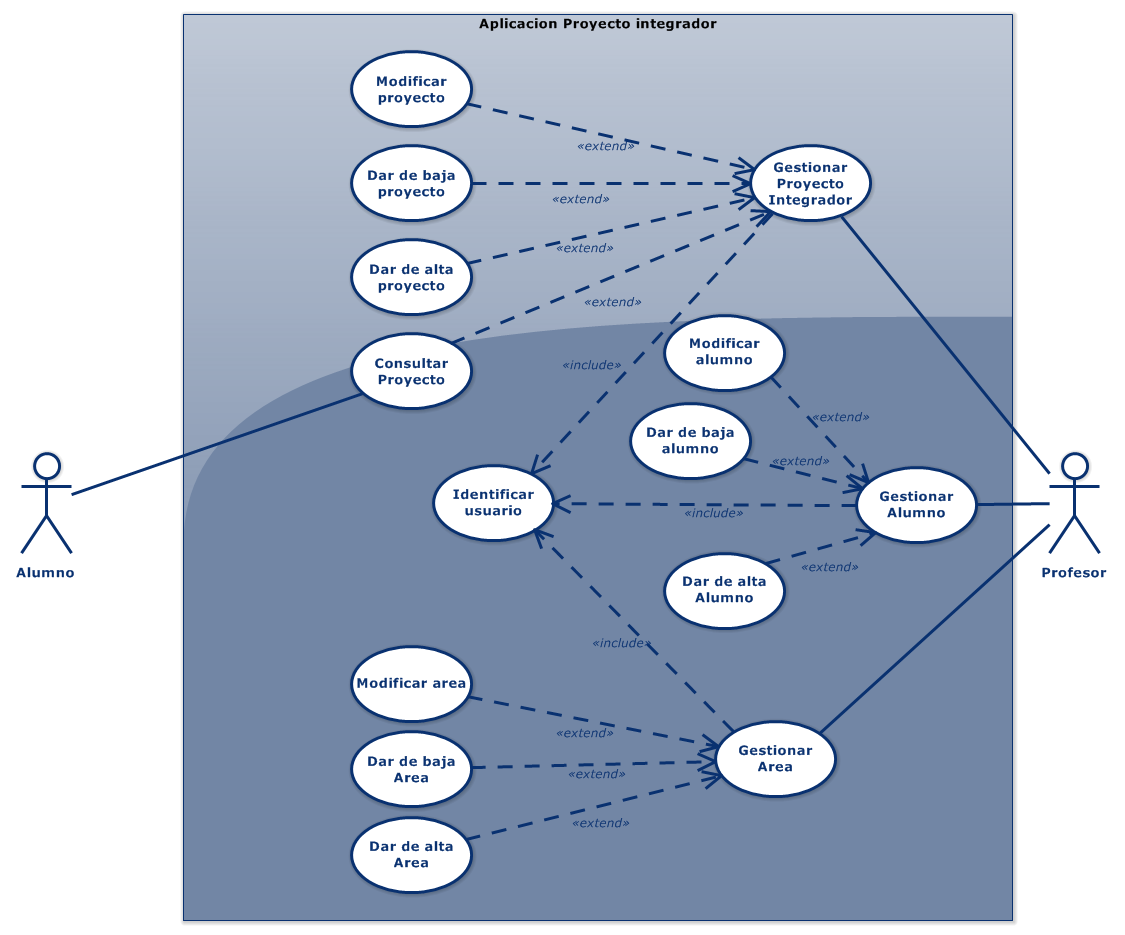 Aplicacion Proyecto integrador
Modificar
proyecto
«extend»
Dar de baja
proyecto
«extend»
Gestionar
Proyecto
Integrador
Dar de alta
proyecto
«extend»
«extend»
Consultar
Proyecto
«include»
Modificar
alumno
«extend»
Dar de baja
alumno
«extend»
Identificar
usuario
«include»
Gestionar
Alumno
Dar de alta
Alumno
«extend»
Alumno
Profesor
«include»
Modificar area
«extend»
Dar de baja
Area
«extend»
Gestionar
Area
Dar de alta
Area
«extend»